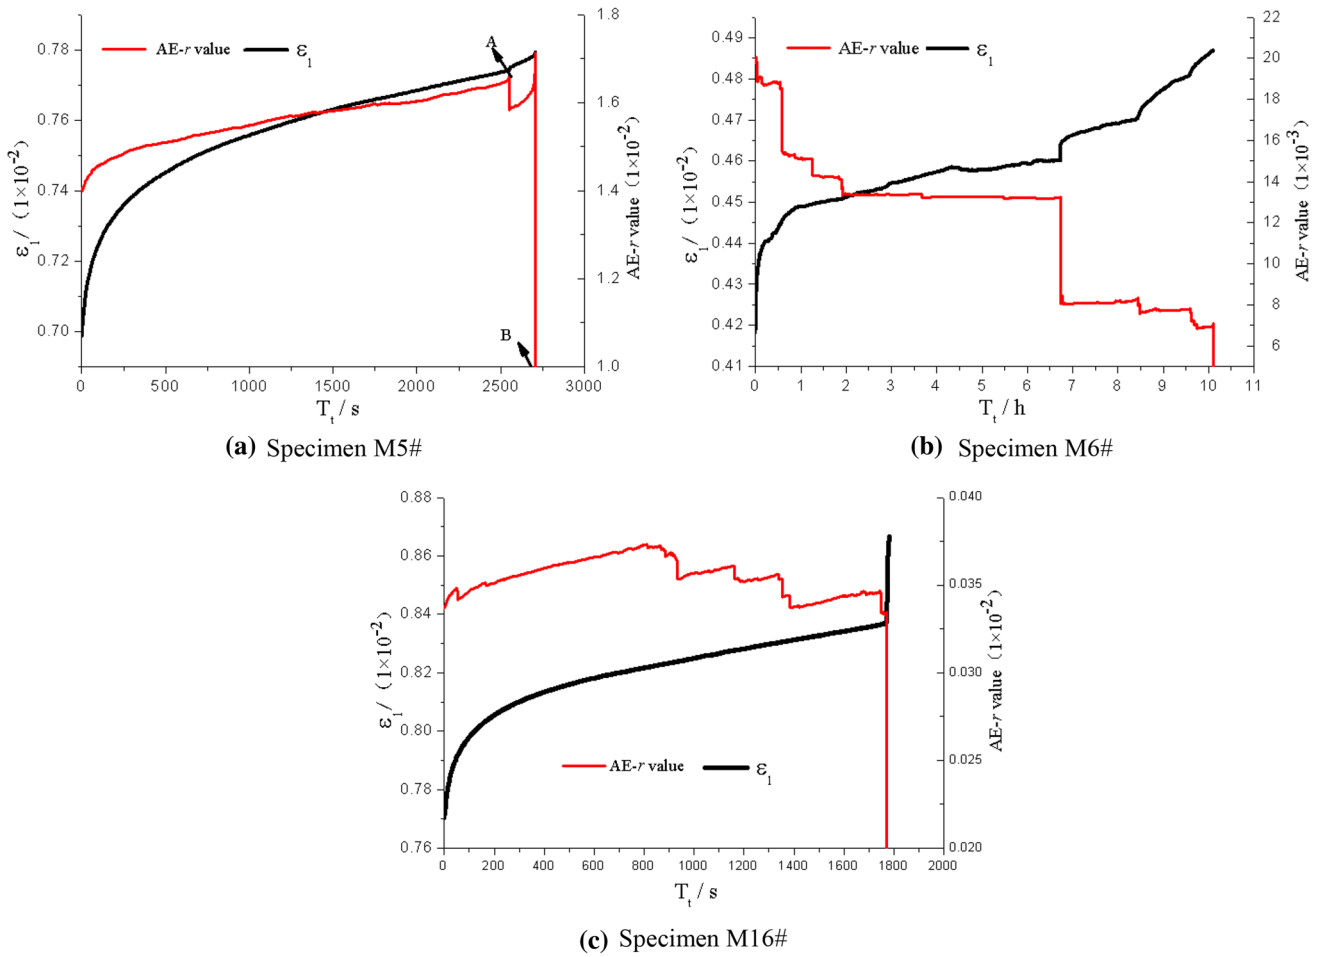 AE-r value ε₁
A
B
0.78
0.76
0.74
0.72
0.70
ε₁ / (1×10⁻²)
1.8
1.6
1.4
1.2
1.0
AE-r value (1×10⁻²)
0 500 1000 1500 2000 2500 3000
Tₜ / s
(a) Specimen M5#
AE-r value ε₁
0.49
0.48
0.47
0.46
0.45
0.44
0.43
0.42
0.41
ε₁ / (1×10⁻²)
22
20
18
16
14
12
10
8
6
AE-r value (1×10⁻³)
0 1 2 3 4 5 6 7 8 9 10 11
Tₜ / h
(b) Specimen M6#
0.88
0.86
0.84
0.82
0.80
0.78
0.76
ε₁ / (1×10⁻²)
0.040
0.035
0.030
0.025
0.020
AE-r value (1×10⁻²)
AE-r value ε₁
0 200 400 600 800 1000 1200 1400 1600 1800 2000
Tₜ / s
(c) Specimen M16#